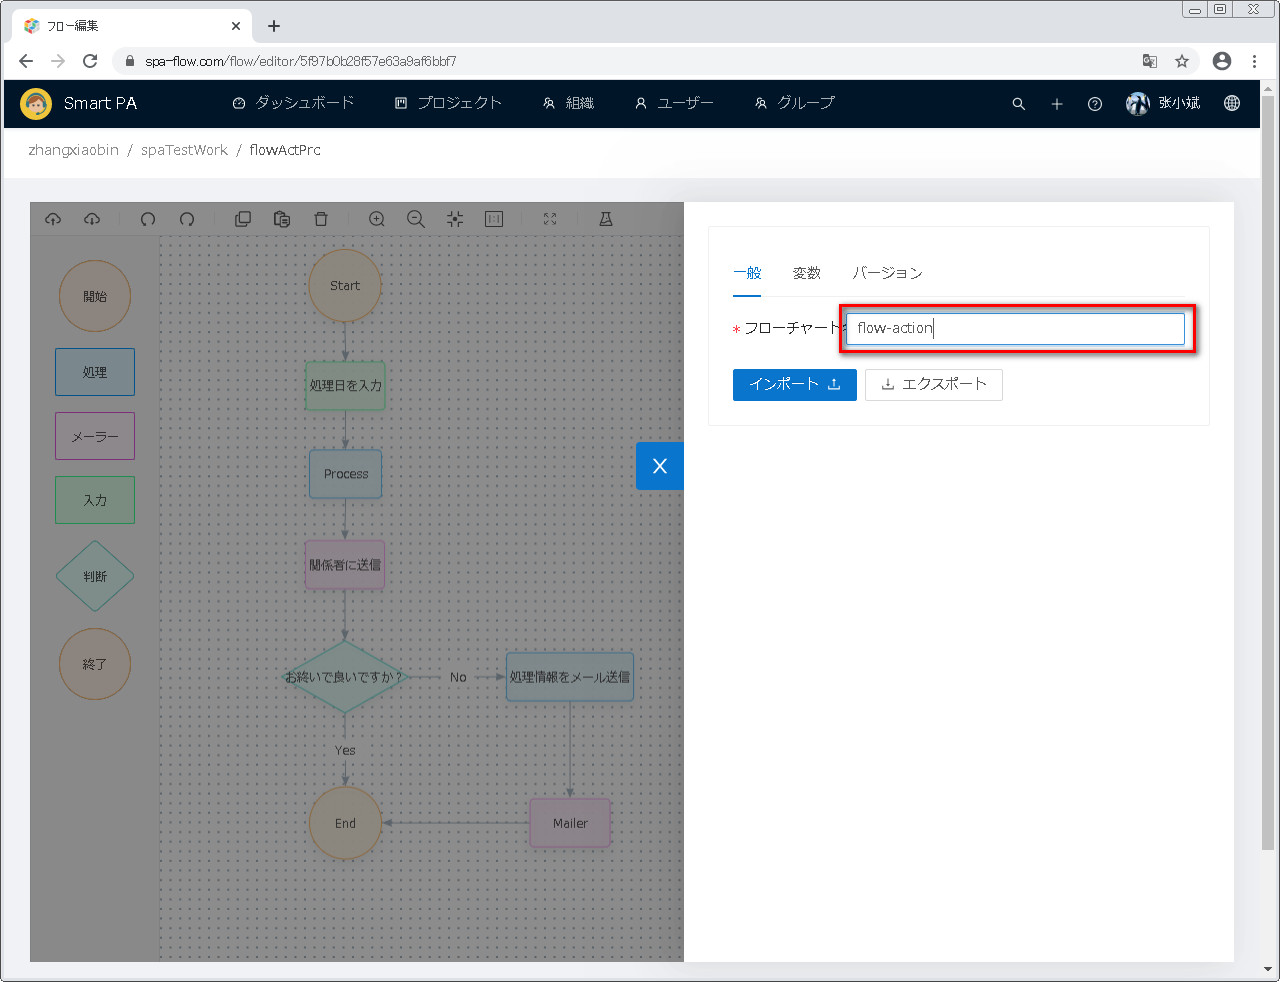 フロー編集
spa-flow.com/flow/editor/5f97b0b28f57e63a9af6bbf7
Smart PA
ダッシュボード
プロジェクト
組織
ユーザー
グループ
张小斌
zhangxiaobin / spaTestWork / flowActPrc
開始
処理
メーラー
入力
判断
終了
Start
処理日を入力
Process
関係者に送信
お終いで良いですか？
No
処理情報をメール送信
Yes
End
Mailer
一般
変数
バージョン
* フローチャート
flow-action
インポート
エクスポート